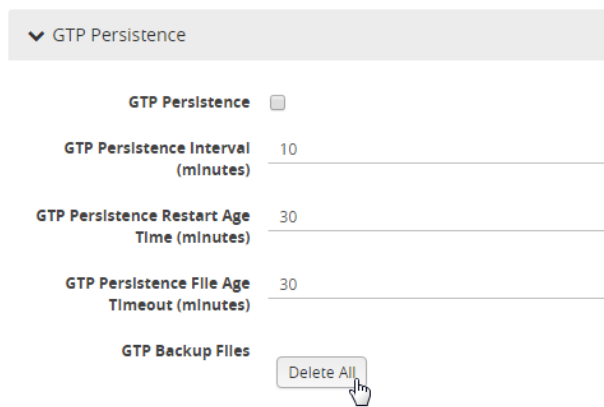 GTP Persistence
GTP Persistence
GTP Persistence Interval
(minutes)
10
GTP Persistence Restart Age
Time (minutes)
30
GTP Persistence File Age
Timeout (minutes)
30
GTP Backup Files
Delete All